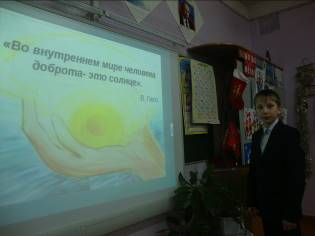 «Во внутреннем мире человека
доброта- это солнце».
В. Гюго